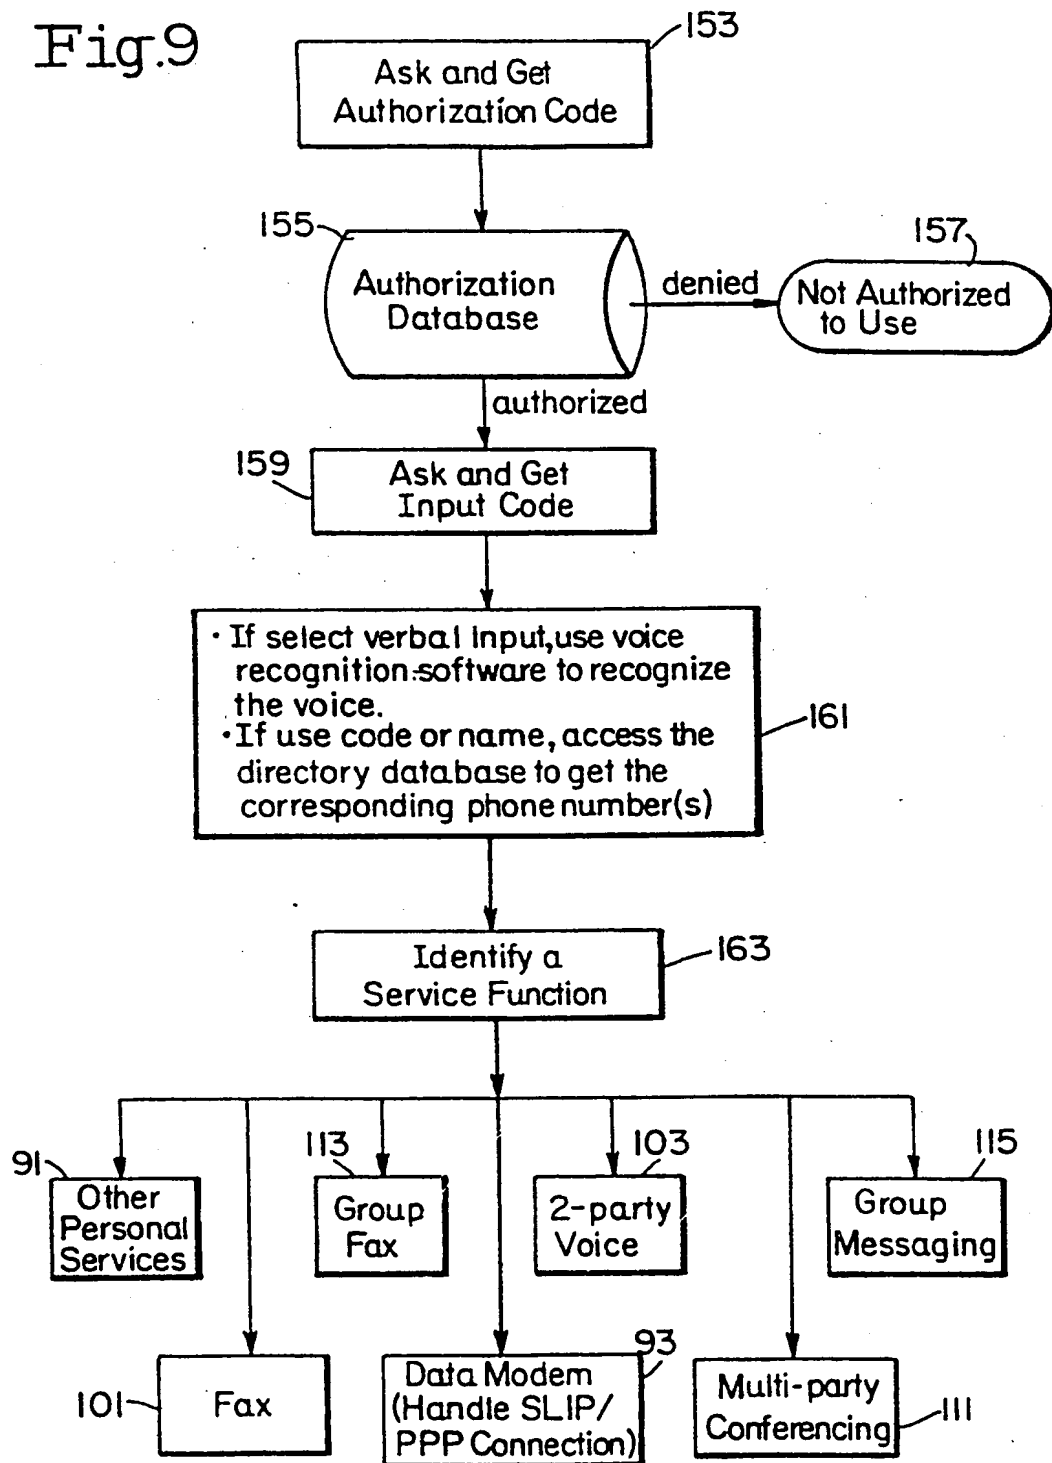 Fig.9
153
Ask and Get
Authorization Code
155
Authorization
Database
denied
157
Not Authorized
to Use
authorized
159
Ask and Get
Input Code
· If select verbal input, use voice
recognition software to recognize
the voice.
· If use code or name, access the
directory database to get the
corresponding phone number(s)
161
Identify a
Service Function
163
91
Other
Personal
Services
113
Group
Fax
103
2-party
Voice
115
Group
Messaging
101
Fax
93
Data Modem
(Handle SLIP/
PPP Connection)
Multi-party
Conferencing
111